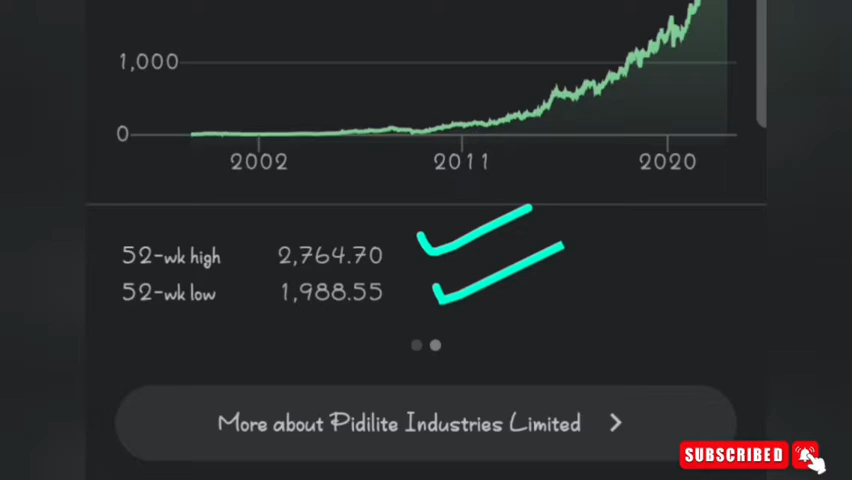 1,000
0
2002 2011 2020
52-wk high 2,764.70
52-wk low 1,988.55
More about Pidilite Industries Limited
SUBSCRIBED